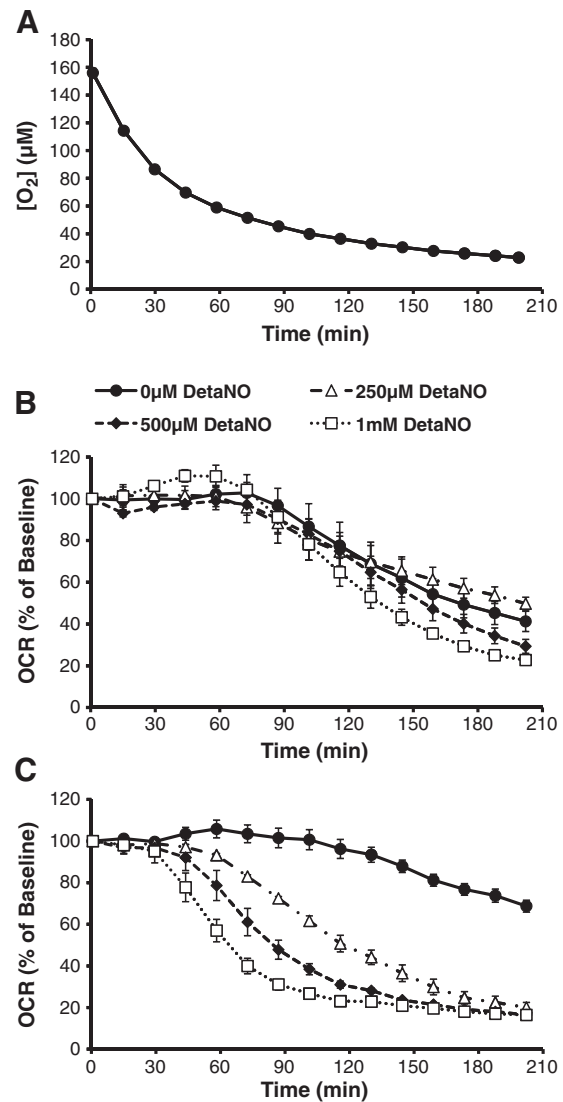 A
180
160
140
120
100
80
60
40
20
0
[O₂] (µM)
0 30 60 90 120 150 180 210
Time (min)
B
0µM DetaNO 250µM DetaNO
500µM DetaNO 1mM DetaNO
120
100
80
60
40
20
0
OCR (% of Baseline)
0 30 60 90 120 150 180 210
Time (min)
C
120
100
80
60
40
20
0
OCR (% of Baseline)
0 30 60 90 120 150 180 210
Time (min)